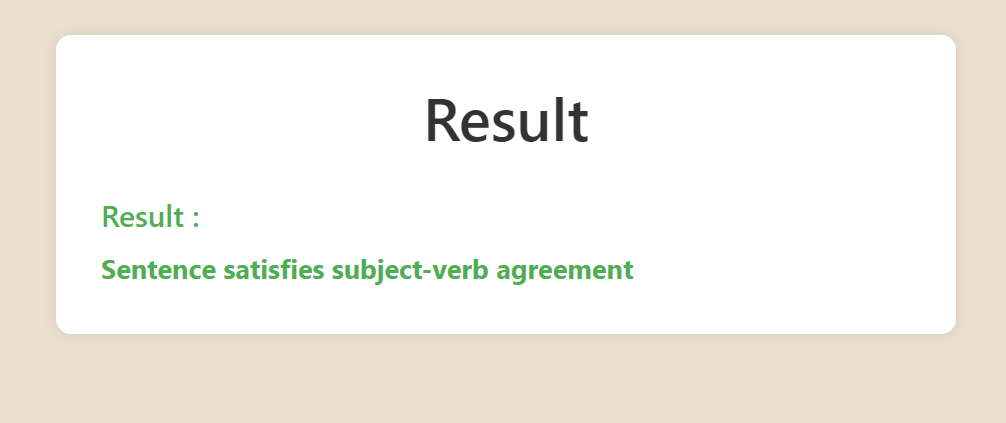 Result
Result :
Sentence satisfies subject-verb agreement